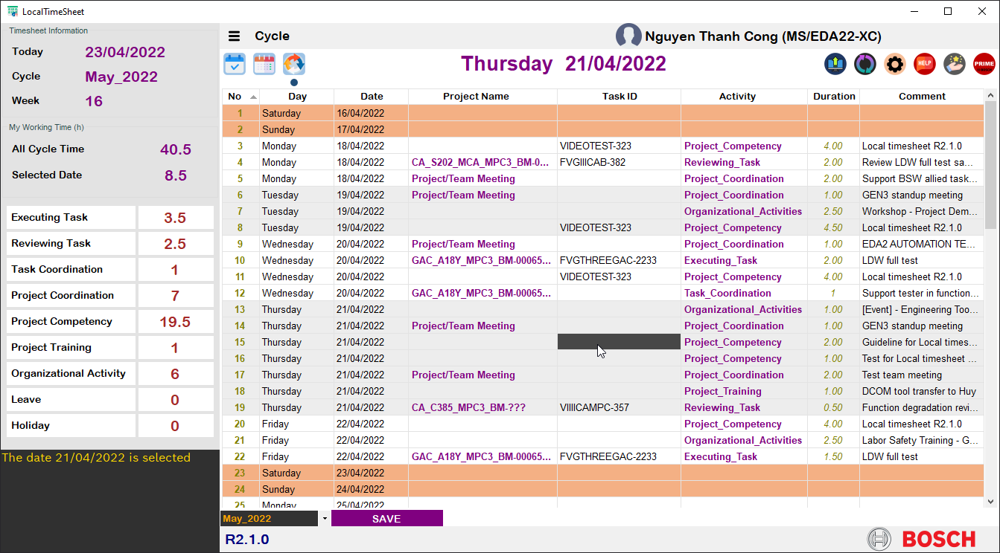 LocalTimeSheet
Timesheet Information
Today 23/04/2022
Cycle May_2022
Week 16
My Working Time (h)
All Cycle Time 40.5
Selected Date 8.5
Executing Task 3.5
Reviewing Task 2.5
Task Coordination 1
Project Coordination 7
Project Competency 19.5
Project Training 1
Organizational Activity 6
Leave 0
Holiday 0
The date 21/04/2022 is selected
Cycle
Nguyen Thanh Cong (MS/EDA22-XC)
Thursday 21/04/2022
HELP
PRIME
No Day Date Project Name Task ID Activity Duration Comment
1 Saturday 16/04/2022
2 Sunday 17/04/2022
3 Monday 18/04/2022 VIDEOTEST-323 Project_Competency 4.00 Local timesheet R2.1.0
4 Monday 18/04/2022 CA_S202_MCA_MPC3_BM-0... FVGIIICAB-382 Reviewing_Task 2.00 Review LDW full test sa...
5 Monday 18/04/2022 Project/Team Meeting Project_Coordination 2.00 Support BSW allied task...
6 Tuesday 19/04/2022 Project/Team Meeting Project_Coordination 1.00 GEN3 standup meeting
7 Tuesday 19/04/2022 Organizational_Activities 2.50 Workshop - Project Dem...
8 Tuesday 19/04/2022 VIDEOTEST-323 Project_Competency 4.50 Local timesheet R2.1.0
9 Wednesday 20/04/2022 Project/Team Meeting Project_Coordination 1.00 EDA2 AUTOMATION TE...
10 Wednesday 20/04/2022 GAC_A18Y_MPC3_BM-00065... FVGTHREEGAC-2233 Executing_Task 2.00 LDW full test
11 Wednesday 20/04/2022 VIDEOTEST-323 Project_Competency 4.00 Local timesheet R2.1.0
12 Wednesday 20/04/2022 GAC_A18Y_MPC3_BM-00065... Task_Coordination 1 Support tester in function...
13 Thursday 21/04/2022 Organizational_Activities 1.00 [Event] - Engineering Too...
14 Thursday 21/04/2022 Project/Team Meeting Project_Coordination 1.00 GEN3 standup meeting
15 Thursday 21/04/2022 Project_Competency 2.00 Guideline for Local times...
16 Thursday 21/04/2022 Project_Competency 1.00 Test for Local timesheet ...
17 Thursday 21/04/2022 Project/Team Meeting Project_Coordination 2.00 Test team meeting
18 Thursday 21/04/2022 Project_Training 1.00 DCOM tool transfer to Huy
19 Thursday 21/04/2022 CA_C385_MPC3_BM-??? VIIIICAMPC-357 Reviewing_Task 0.50 Function degradation revi...
20 Friday 22/04/2022 Project_Competency 4.00 Local timesheet R2.1.0
21 Friday 22/04/2022 Organizational_Activities 2.50 Labor Safety Training - G...
22 Friday 22/04/2022 GAC_A18Y_MPC3_BM-00065... FVGTHREEGAC-2233 Executing_Task 1.50 LDW full test
23 Saturday 23/04/2022
24 Sunday 24/04/2022
25 Monday 25/04/2022
May_2022 SAVE
R2.1.0
BOSCH